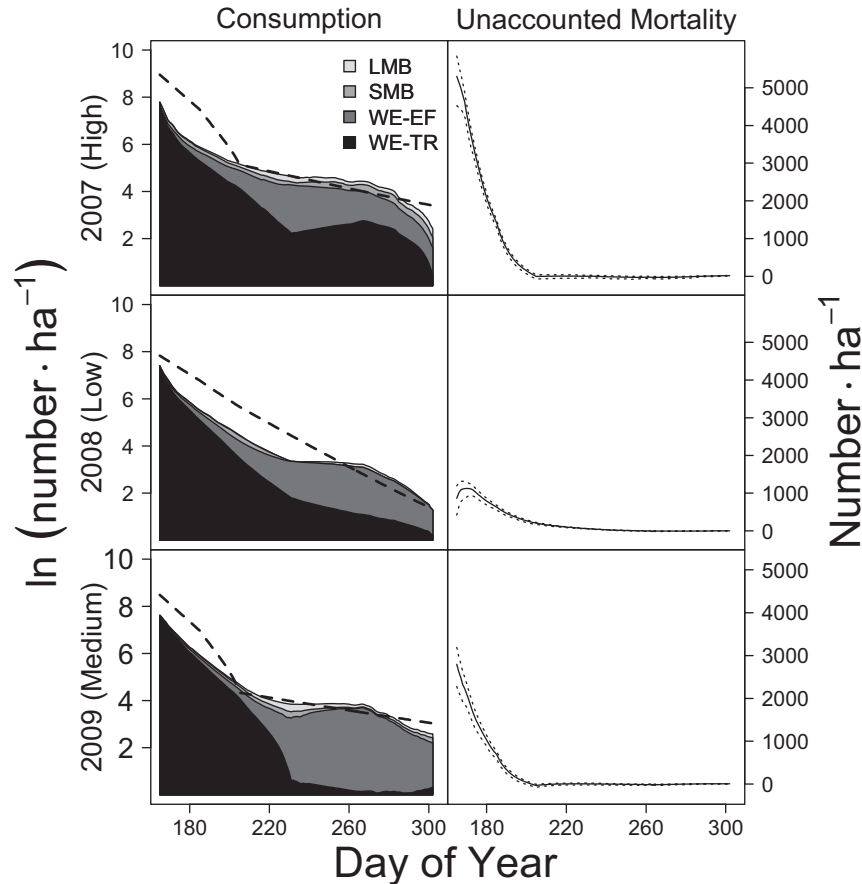 Consumption
Unaccounted Mortality
LMB
SMB
WE-EF
WE-TR
10
8
6
4
2
2007 (High)
5000
4000
3000
2000
1000
0
10
8
6
4
2
2008 (Low)
5000
4000
3000
2000
1000
0
10
8
6
4
2
2009 (Medium)
5000
4000
3000
2000
1000
0
ln (number · ha⁻¹)
Number · ha⁻¹
180 220 260 300
180 220 260 300
Day of Year